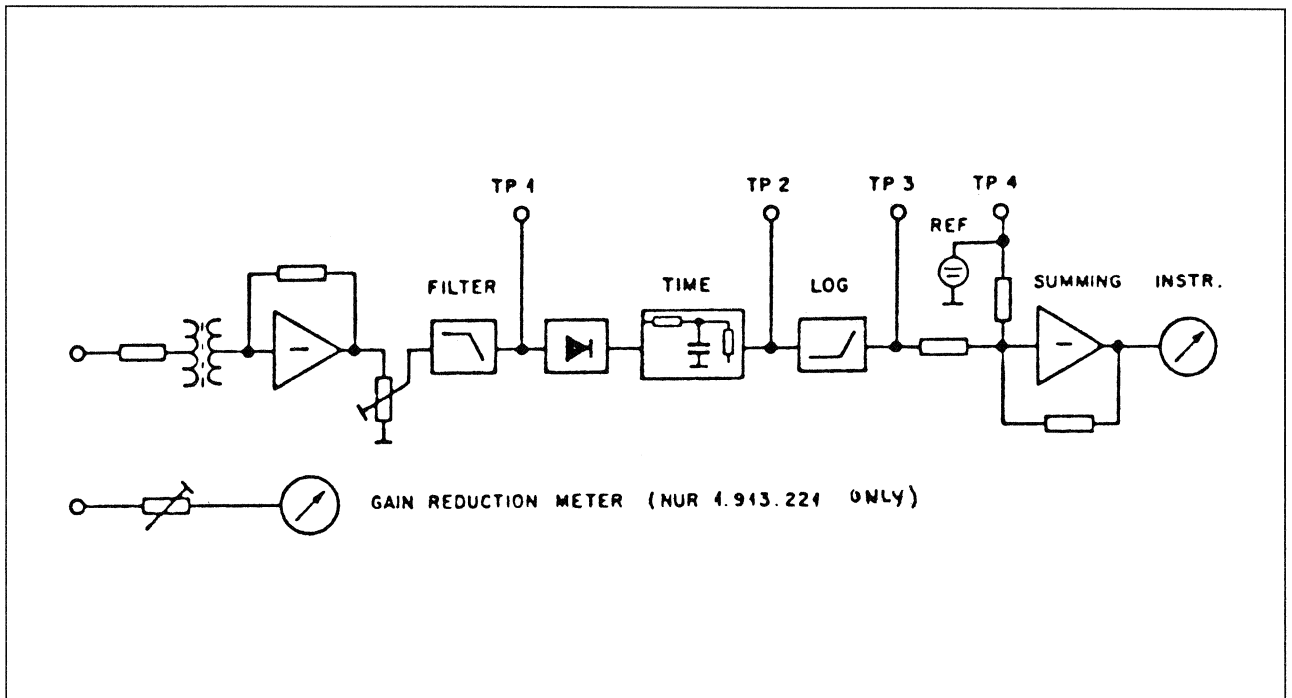 TP 1
TP 2
TP 3
TP 4
REF
FILTER
TIME
LOG
SUMMING
INSTR.
GAIN REDUCTION METER (NUR 1.913.221 ONLY)